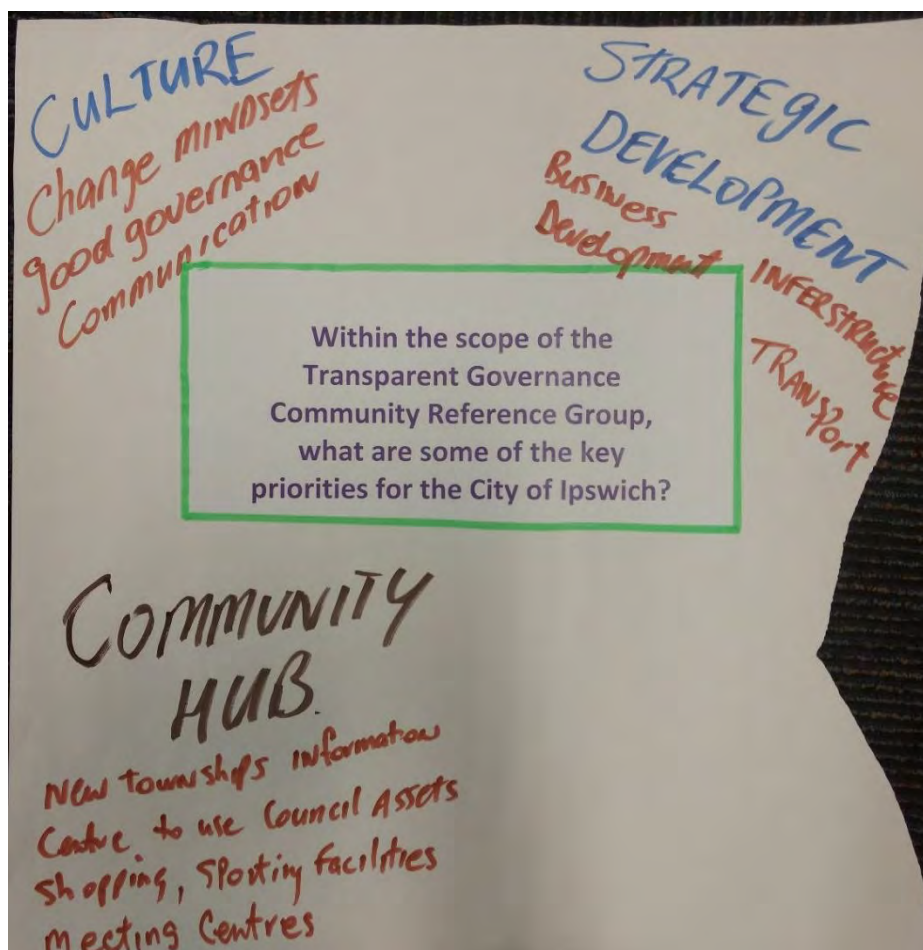 CULTURE
Change MINDsets
good governance
Communication
STRATEGIC
DEVELOPMENT
Business
Development
INFERSTRUCTURE
TRANSPORT
Within the scope of the
Transparent Governance
Community Reference Group,
what are some of the key
priorities for the City of Ipswich?
COMMUNITY
HUB.
New townships information
Centre to use Council Assets
Shopping, Sporting facilities
Meeting Centres